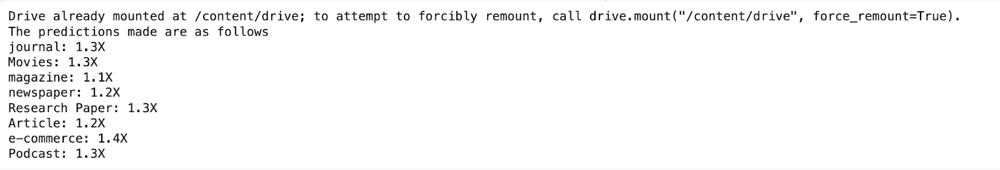 Drive already mounted at /content/drive; to attempt to forcibly remount, call drive.mount("/content/drive", force_remount=True).
The predictions made are as follows
journal: 1.3X
Movies: 1.3X
magazine: 1.1X
newspaper: 1.2X
Research Paper: 1.3X
Article: 1.2X
e-commerce: 1.4X
Podcast: 1.3X